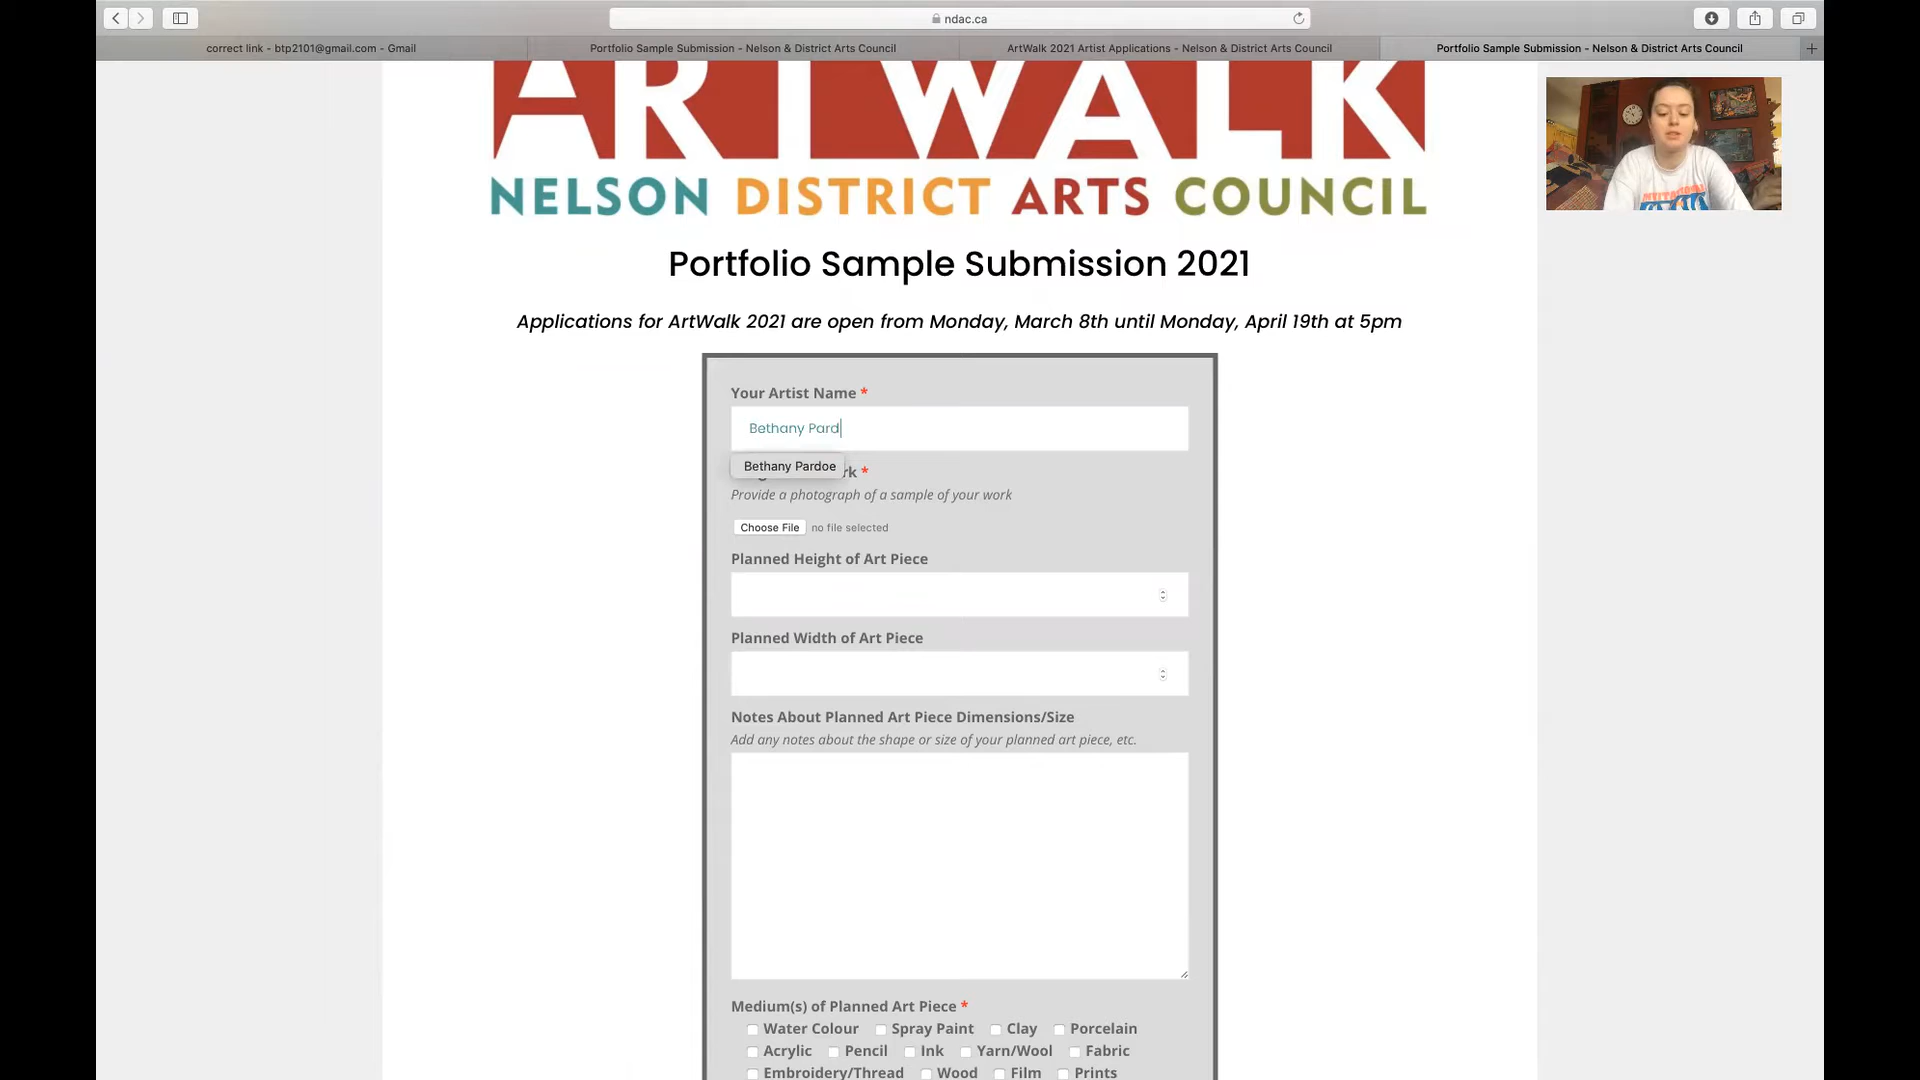 ndac.ca
correct link - btp2101@gmail.com - Gmail
Portfolio Sample Submission - Nelson & District Arts Council
ArtWalk 2021 Artist Applications - Nelson & District Arts Council
Portfolio Sample Submission - Nelson & District Arts Council
ARTWALK
NELSON DISTRICT ARTS COUNCIL
Portfolio Sample Submission 2021
Applications for ArtWalk 2021 are open from Monday, March 8th until Monday, April 19th at 5pm
Your Artist Name *
Bethany Pard
Bethany Pardoe
*
Provide a photograph of a sample of your work
Choose File no file selected
Planned Height of Art Piece
Planned Width of Art Piece
Notes About Planned Art Piece Dimensions/Size
Add any notes about the shape or size of your planned art piece, etc.
Medium(s) of Planned Art Piece *
Water Colour Spray Paint Clay Porcelain
Acrylic Pencil Ink Yarn/Wool Fabric
Embroidery/Thread Wood Film Prints